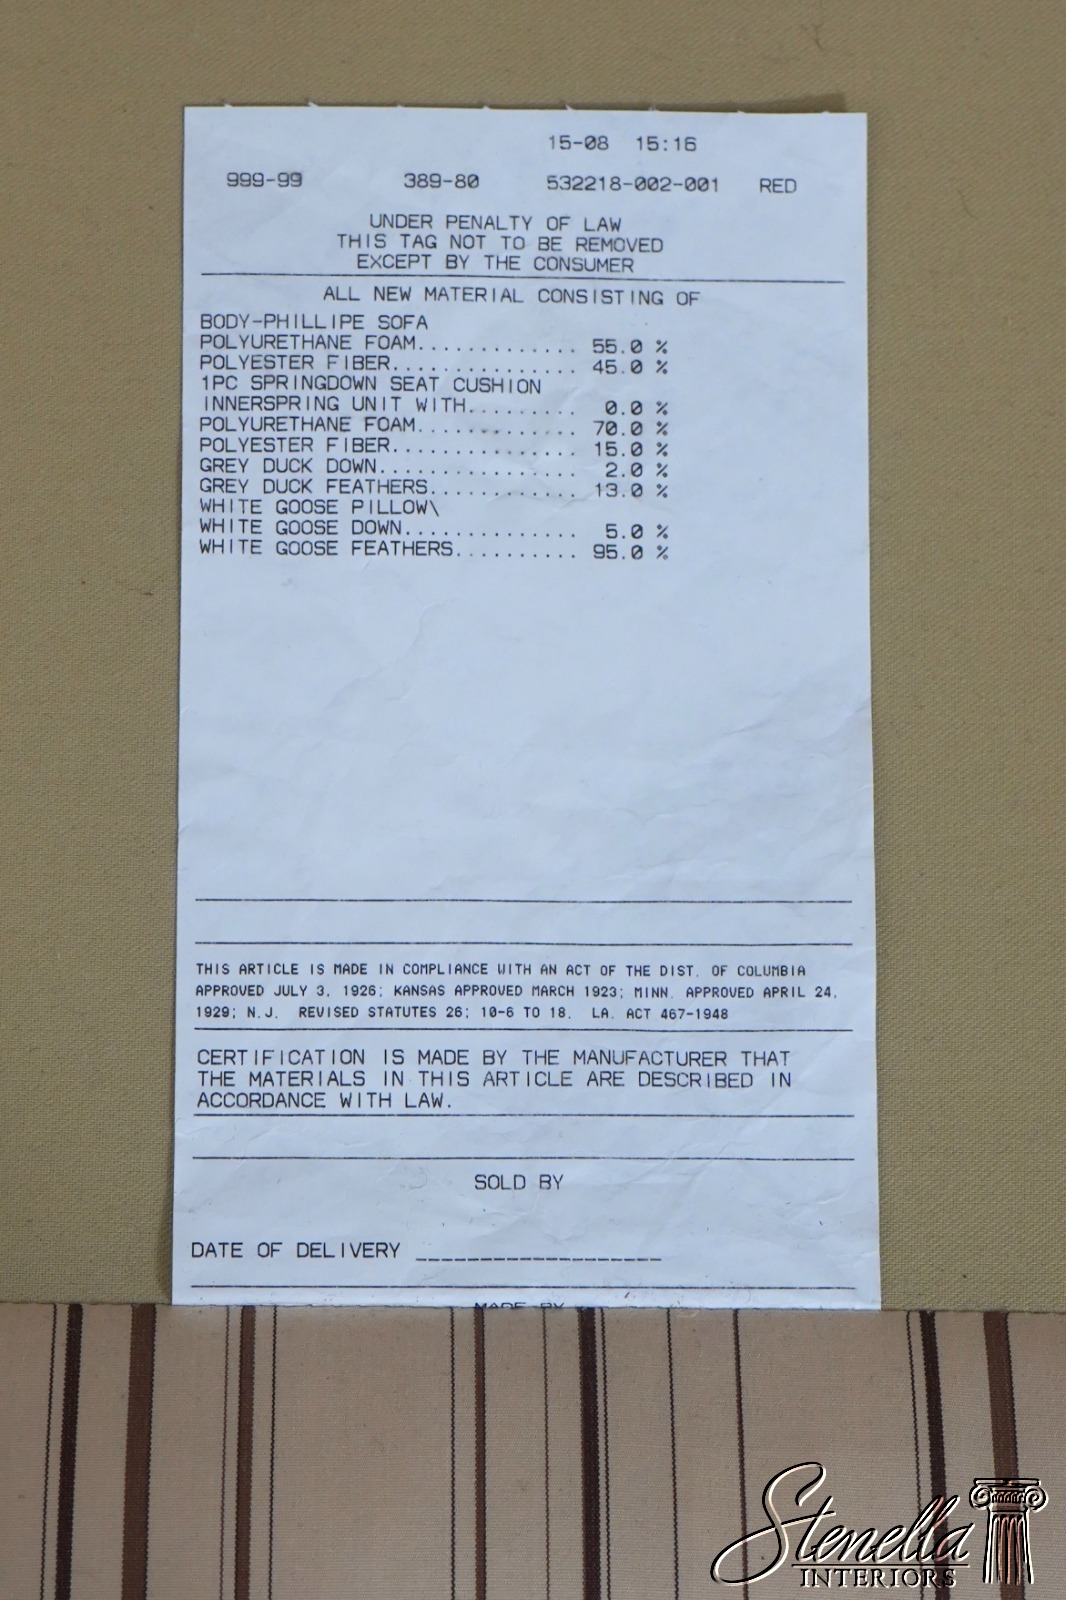 15-08 15:16
999-99 389-80 532218-002-001 RED
UNDER PENALTY OF LAW
THIS TAG NOT TO BE REMOVED
EXCEPT BY THE CONSUMER
ALL NEW MATERIAL CONSISTING OF
BODY-PHILLIPE SOFA
POLYURETHANE FOAM............. 55.0 %
POLYESTER FIBER............... 45.0 %
1PC SPRINGDOWN SEAT CUSHION
INNERSPRING UNIT WITH......... 0.0 %
POLYURETHANE FOAM............. 70.0 %
POLYESTER FIBER............... 15.0 %
GREY DUCK DOWN................ 2.0 %
GREY DUCK FEATHERS............ 13.0 %
WHITE GOOSE PILLOW\
WHITE GOOSE DOWN.............. 5.0 %
WHITE GOOSE FEATHERS.......... 95.0 %
THIS ARTICLE IS MADE IN COMPLIANCE WITH AN ACT OF THE DIST. OF COLUMBIA
APPROVED JULY 3, 1926; KANSAS APPROVED MARCH 1923; MINN. APPROVED APRIL 24,
1929; N.J. REVISED STATUTES 26; 10-6 TO 18. LA. ACT 467-1948
CERTIFICATION IS MADE BY THE MANUFACTURER THAT
THE MATERIALS IN THIS ARTICLE ARE DESCRIBED IN
ACCORDANCE WITH LAW.
SOLD BY
DATE OF DELIVERY ____________________
MADE BY
Stenella
INTERIORS